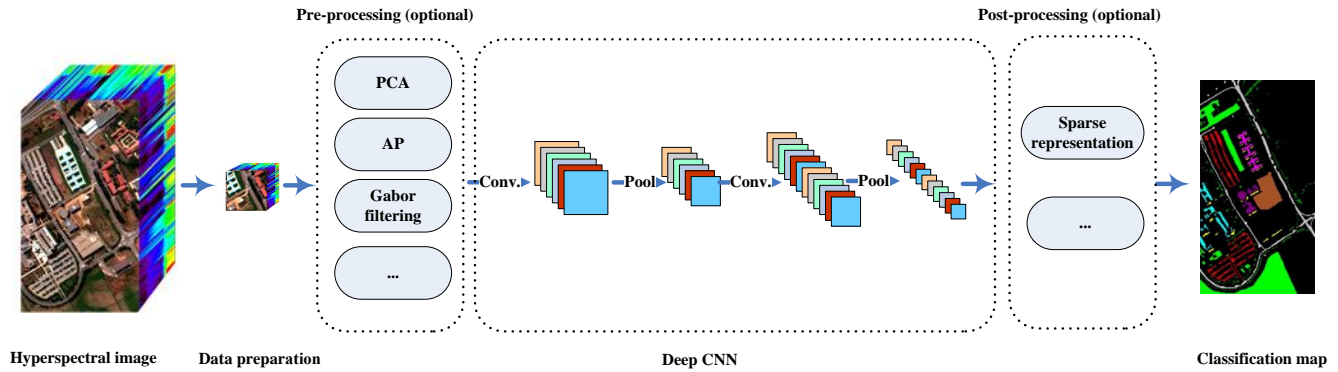 Pre-processing (optional)
Post-processing (optional)
PCA
AP
Gabor
filtering
...
Conv.
Pool
Conv.
Pool
Sparse
representation
...
Hyperspectral image
Data preparation
Deep CNN
Classification map